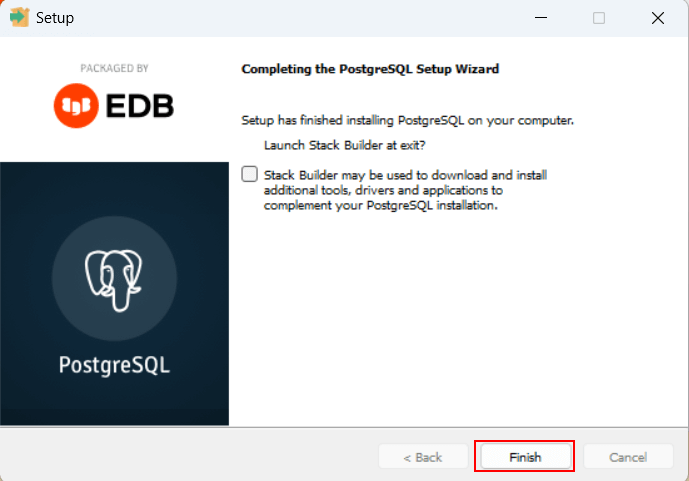 Setup
PACKAGED BY
EDB
PostgreSQL
Completing the PostgreSQL Setup Wizard
Setup has finished installing PostgreSQL on your computer.
Launch Stack Builder at exit?
Stack Builder may be used to download and install
additional tools, drivers and applications to
complement your PostgreSQL installation.
< Back
Finish
Cancel